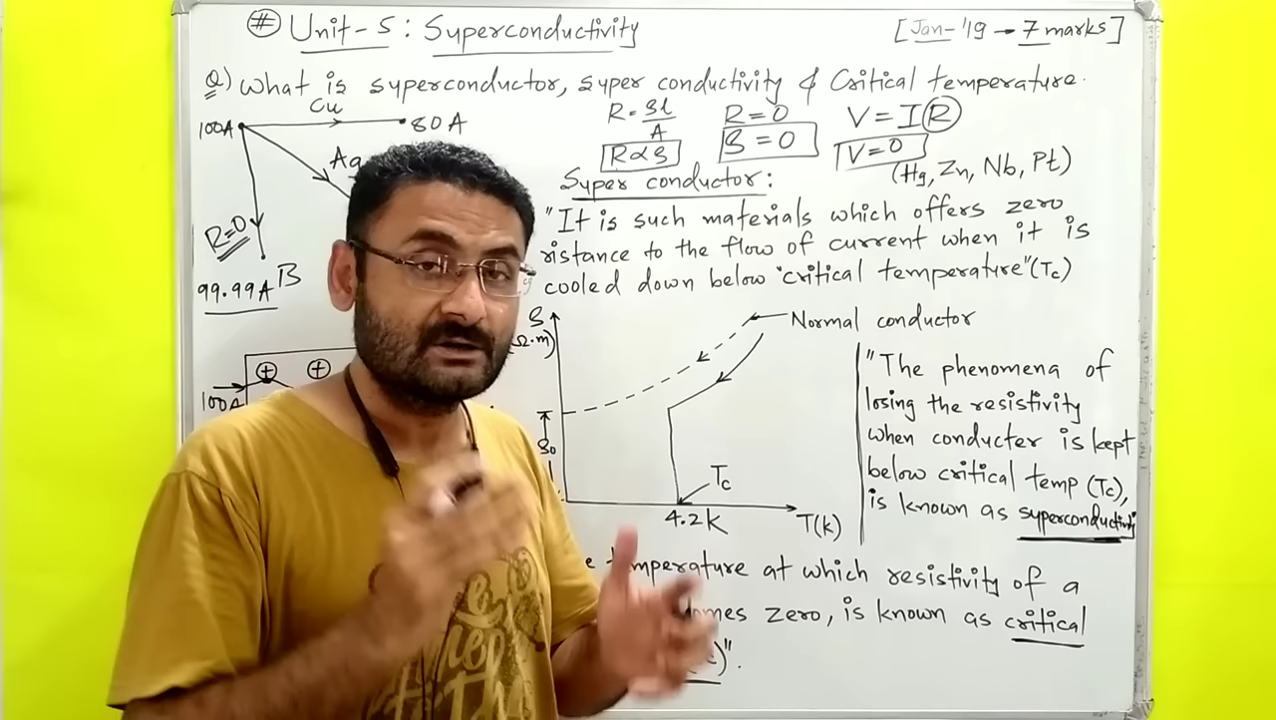 # Unit-5 : Superconductivity
[Jan-'19 → 7 marks]
Q) What is superconductor, super conductivity & Critical temperature.
Cu
100A
80 A
Ag
R=0
99.99A B
R = ρl/A
R=0
V = IR
R ∝ ρ
ρ = 0
V=0
(Hg, Zn, Nb, Pt)
Super conductor :
"It is such materials which offers zero
ristance to the flow of current when it is
cooled down below "critical temperature"(Tc)
ρ
(Ω·m)
Normal conductor
ρ0
Tc
4.2K
T(k)
100A
+ +
"The phenomena of
losing the resistivity
when conducter is kept
below critical temp (Tc),
is known as superconductivi
temperature at which resistivity of a
zero, is known as critical
".